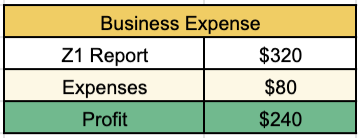 Business Expense
Z1 Report $320
Expenses $80
Profit $240